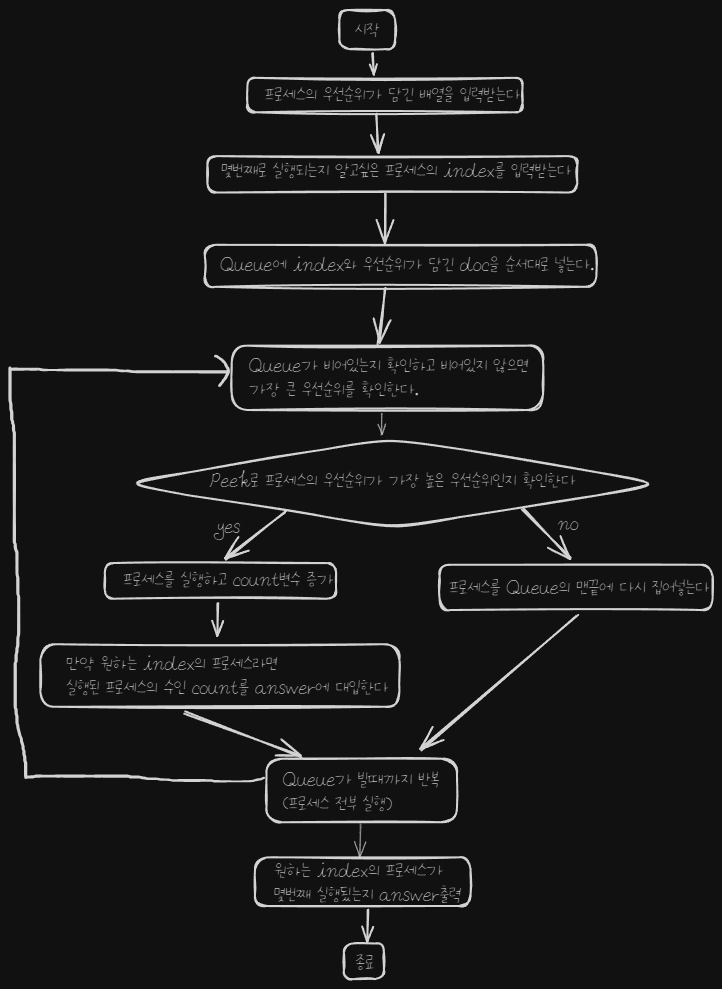 시작
프로세스의 우선순위가 담긴 배열을 입력받는다
몇번째로 실행되는지 알고싶은 프로세스의 index를 입력받는다
Queue에 index와 우선순위가 담긴 doc을 순서대로 넣는다.
Queue가 비어있는지 확인하고 비어있지 않으면
가장 큰 우선순위를 확인한다.
Peek로 프로세스의 우선순위가 가장 높은 우선순위인지 확인한다
yes
no
프로세스를 실행하고 count변수 증가
프로세스를 Queue의 맨끝에 다시 집어넣는다
만약 원하는 index의 프로세스라면
실행된 프로세스의 수인 count를 answer에 대입한다
Queue가 빌때까지 반복
(프로세스 전부 실행)
원하는 index의 프로세스가
몇번째 실행됬는지 answer출력
종료